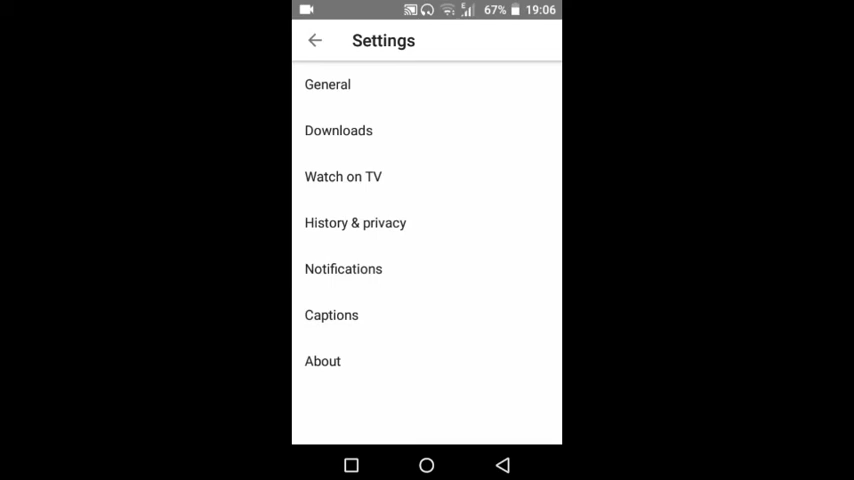 E 67% 19:06
Settings
General
Downloads
Watch on TV
History & privacy
Notifications
Captions
About